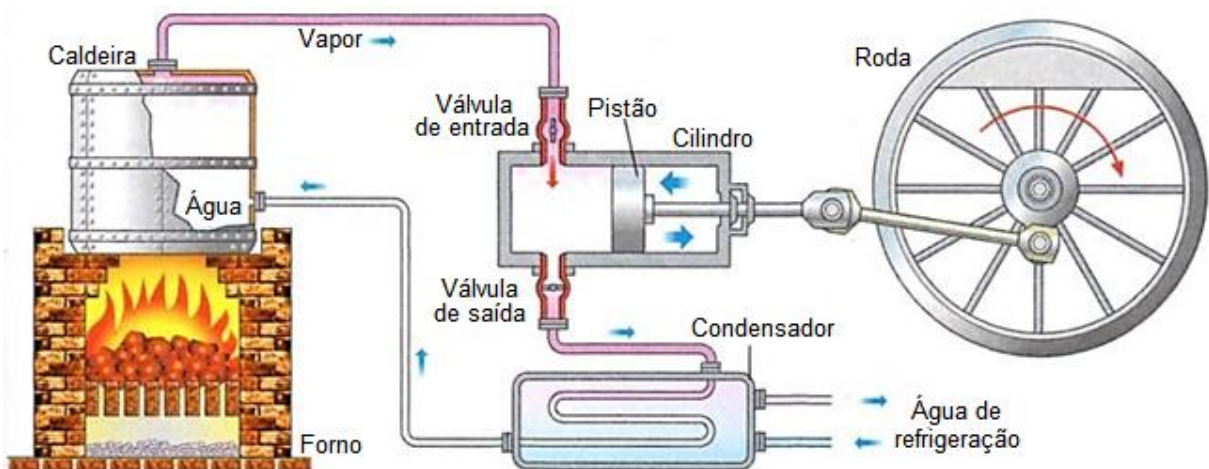 Vapor
Caldeira
Roda
Válvula
de entrada
Pistão
Cilindro
Água
Válvula
de saída
Condensador
Água de
refrigeração
Forno